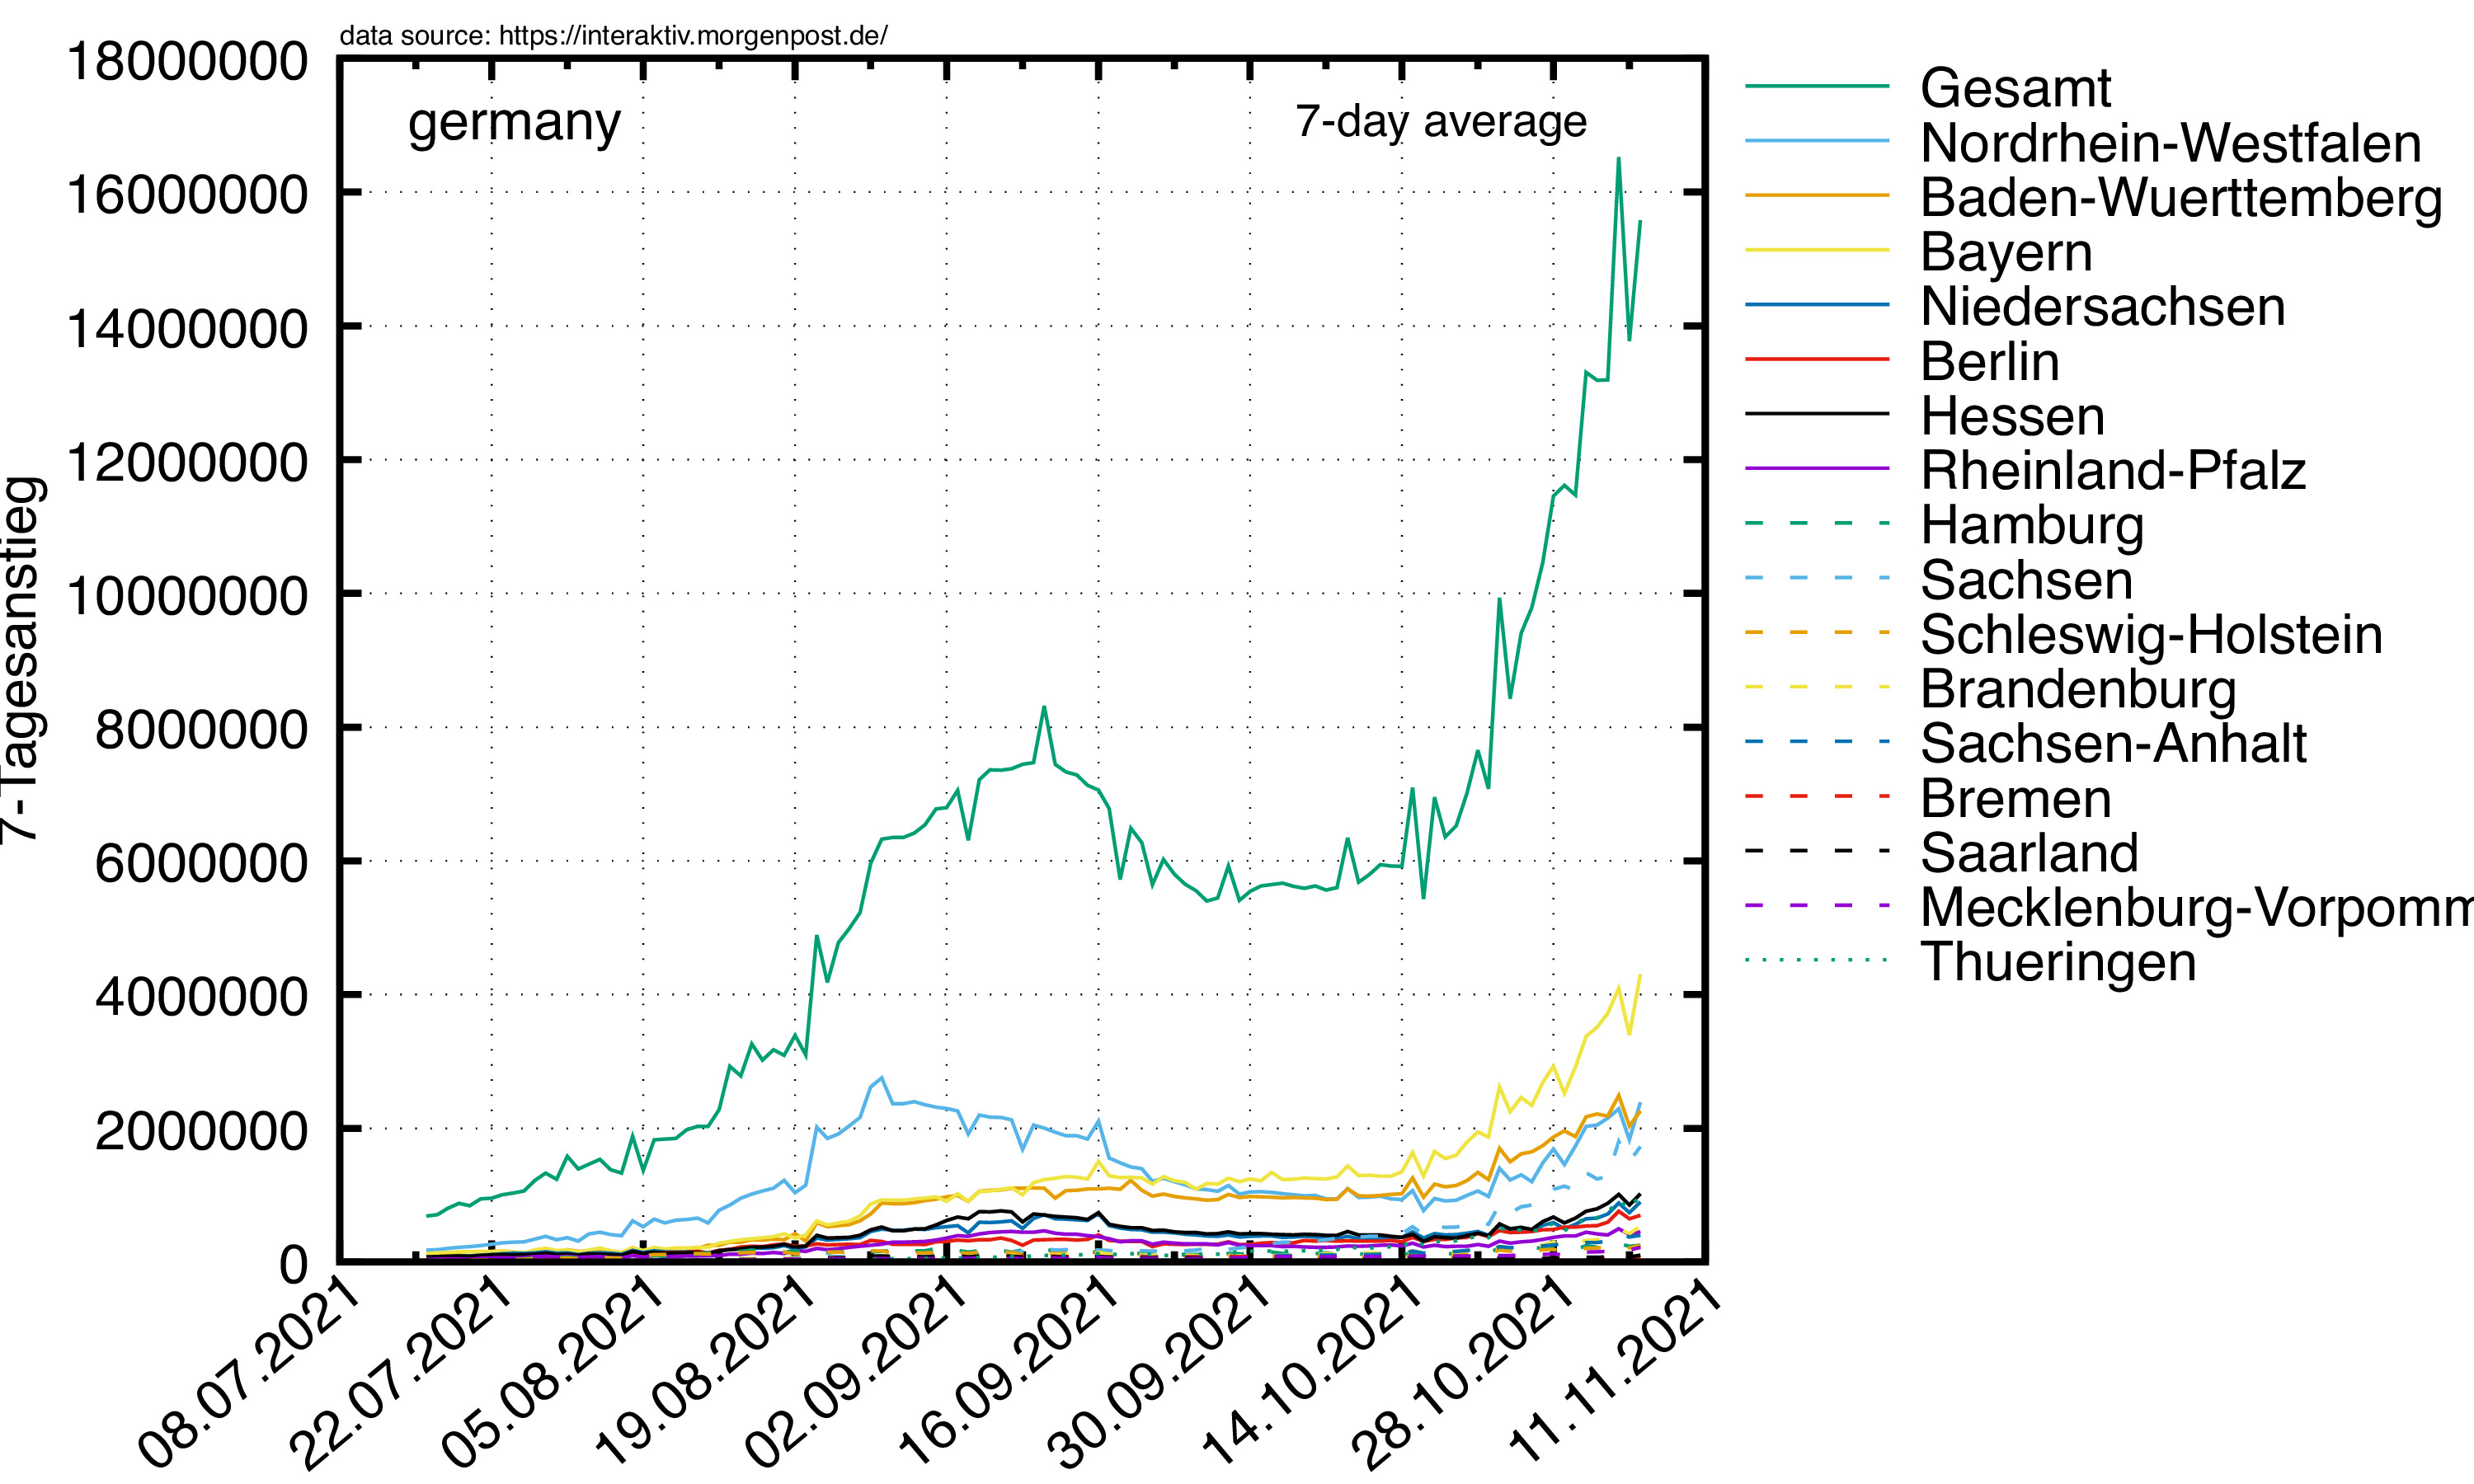 data source: https://interaktiv.morgenpost.de/
germany
7-day average
7-Tagesanstieg
18000000
16000000
14000000
12000000
10000000
8000000
6000000
4000000
2000000
0
08.07.2021
22.07.2021
05.08.2021
19.08.2021
02.09.2021
16.09.2021
30.09.2021
14.10.2021
28.10.2021
11.11.2021
Gesamt
Nordrhein-Westfalen
Baden-Wuerttemberg
Bayern
Niedersachsen
Berlin
Hessen
Rheinland-Pfalz
Hamburg
Sachsen
Schleswig-Holstein
Brandenburg
Sachsen-Anhalt
Bremen
Saarland
Mecklenburg-Vorpomm
Thueringen